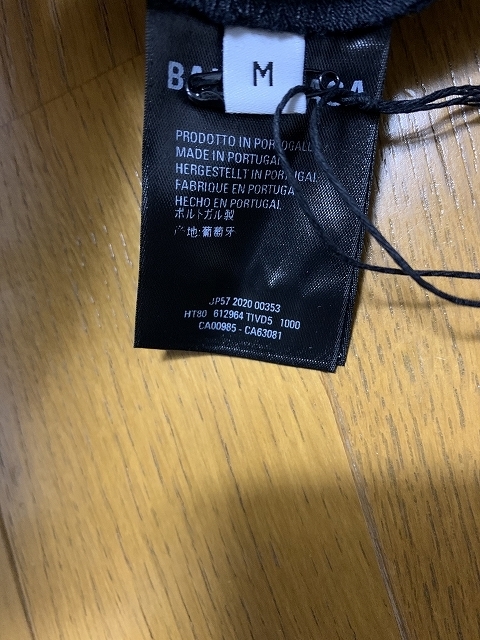 M
PRODOTTO IN PORTOGALLO
MADE IN PORTUGAL
HERGESTELLT IN PORTUGAL
FABRIQUE EN PORTUGAL
HECHO EN PORTUGAL
ポルトガル製
产地:葡萄牙
JP57 2020 00353
HT80 612964 TIVD5 1000
CA00985 - CA63081